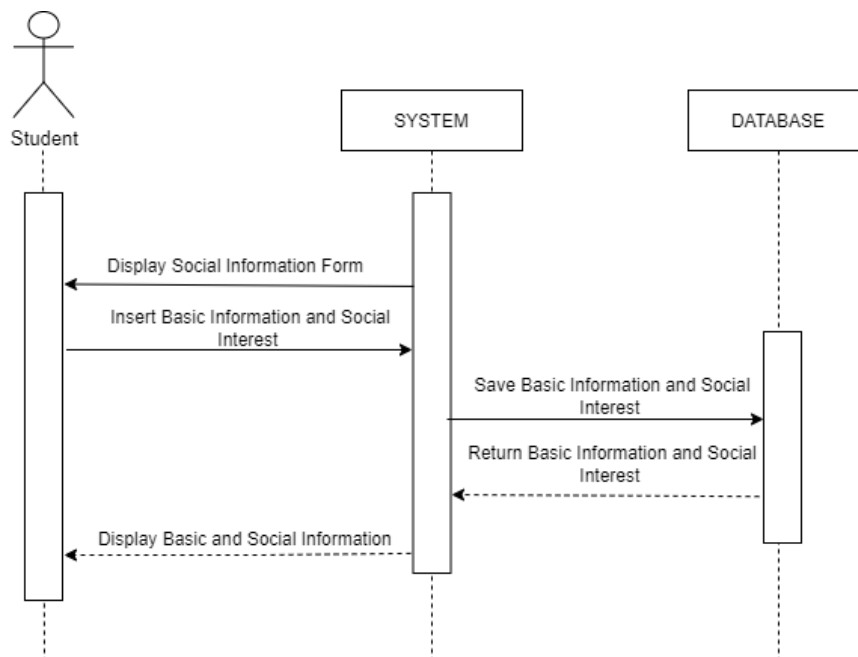 Student
SYSTEM
DATABASE
Display Social Information Form
Insert Basic Information and Social
Interest
Save Basic Information and Social
Interest
Return Basic Information and Social
Interest
Display Basic and Social Information